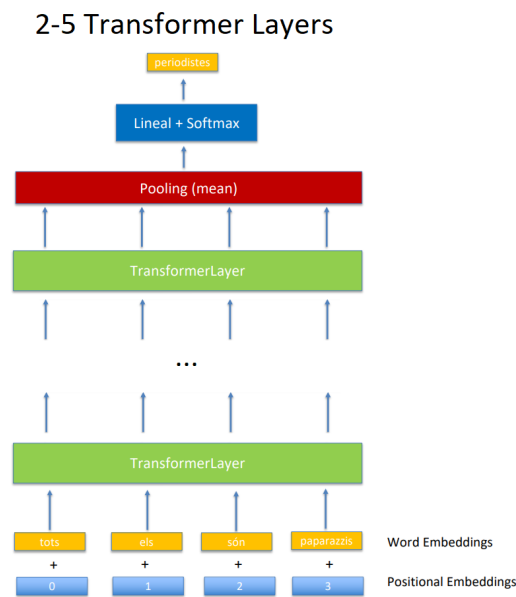 2-5 Transformer Layers
periodistes
Lineal + Softmax
Pooling (mean)
TransformerLayer
...
TransformerLayer
tots els són paparazzis Word Embeddings
+ + + +
0 1 2 3 Positional Embeddings